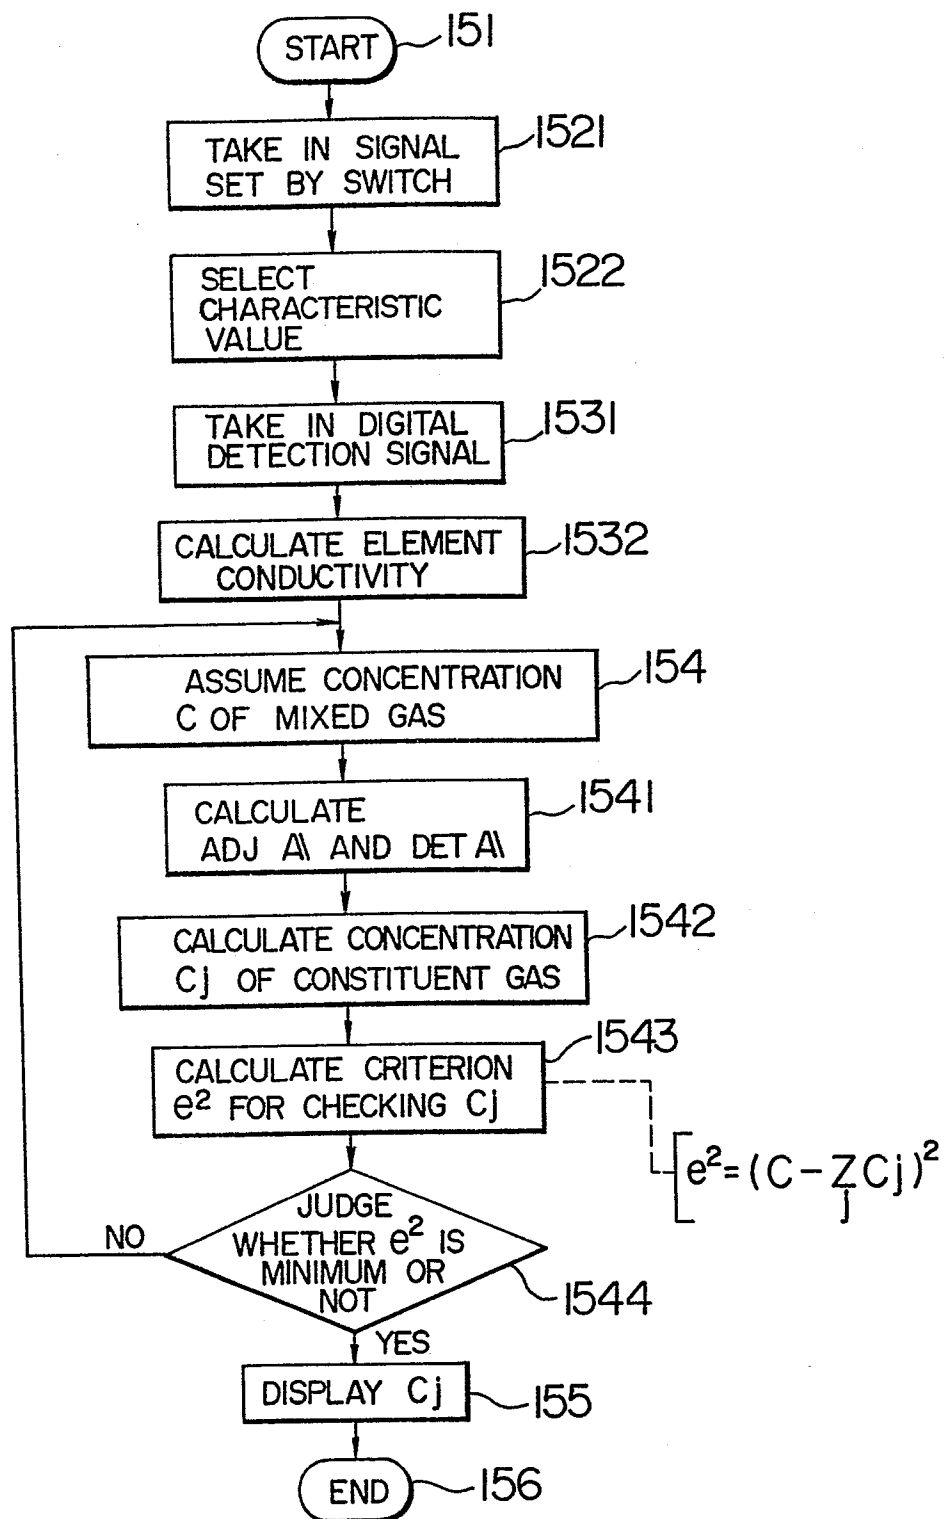 START
151
TAKE IN SIGNAL
SET BY SWITCH
1521
SELECT
CHARACTERISTIC
VALUE
1522
TAKE IN DIGITAL
DETECTION SIGNAL
1531
CALCULATE ELEMENT
CONDUCTIVITY
1532
ASSUME CONCENTRATION
C OF MIXED GAS
154
CALCULATE
ADJ A\ AND DET A\
1541
CALCULATE CONCENTRATION
Cj OF CONSTITUENT GAS
1542
CALCULATE CRITERION
e² FOR CHECKING Cj
1543
e² = (C - Σ Cj)²
j
JUDGE
WHETHER e² IS
MINIMUM OR
NOT
1544
NO
YES
DISPLAY Cj
155
END
156